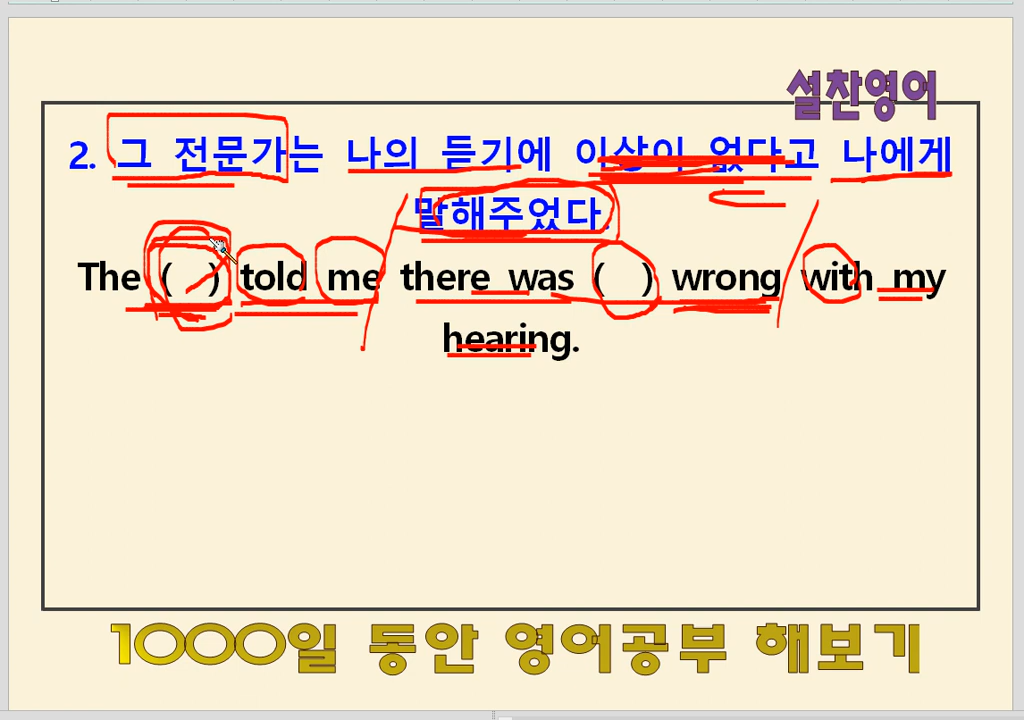 설찬영어
2. 그 전문가는 나의 듣기에 이상이 없다고 나에게
말해주었다.
The ( ) told me there was ( ) wrong with my
hearing.
1000일 동안 영어공부 해보기